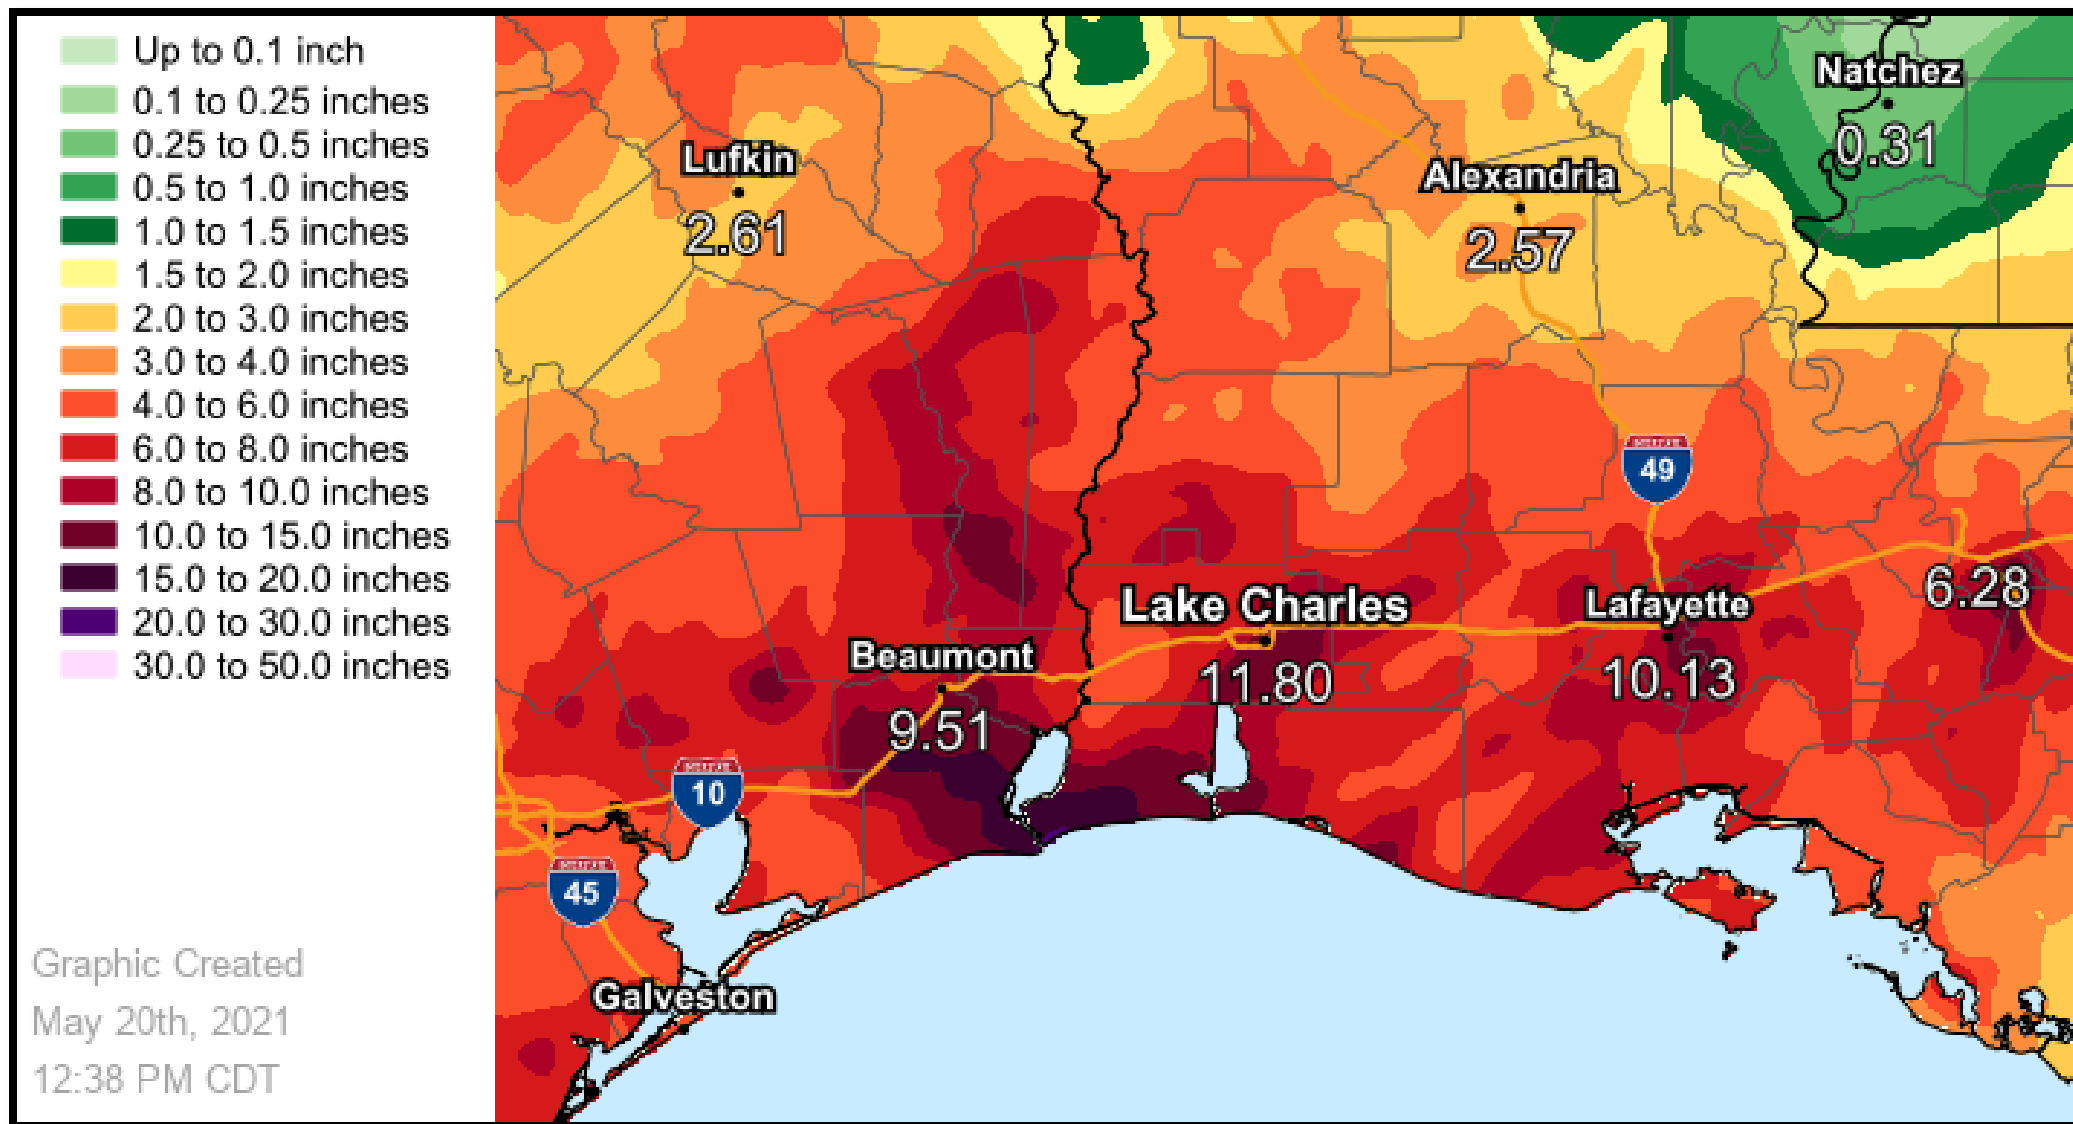 Up to 0.1 inch
0.1 to 0.25 inches
0.25 to 0.5 inches
0.5 to 1.0 inches
1.0 to 1.5 inches
1.5 to 2.0 inches
2.0 to 3.0 inches
3.0 to 4.0 inches
4.0 to 6.0 inches
6.0 to 8.0 inches
8.0 to 10.0 inches
10.0 to 15.0 inches
15.0 to 20.0 inches
20.0 to 30.0 inches
30.0 to 50.0 inches
Graphic Created
May 20th, 2021
12:38 PM CDT
Natchez
0.31
Lufkin
2.61
Alexandria
2.57
49
Lake Charles
11.80
Lafayette
10.13
6.28
Beaumont
9.51
10
45
Galveston